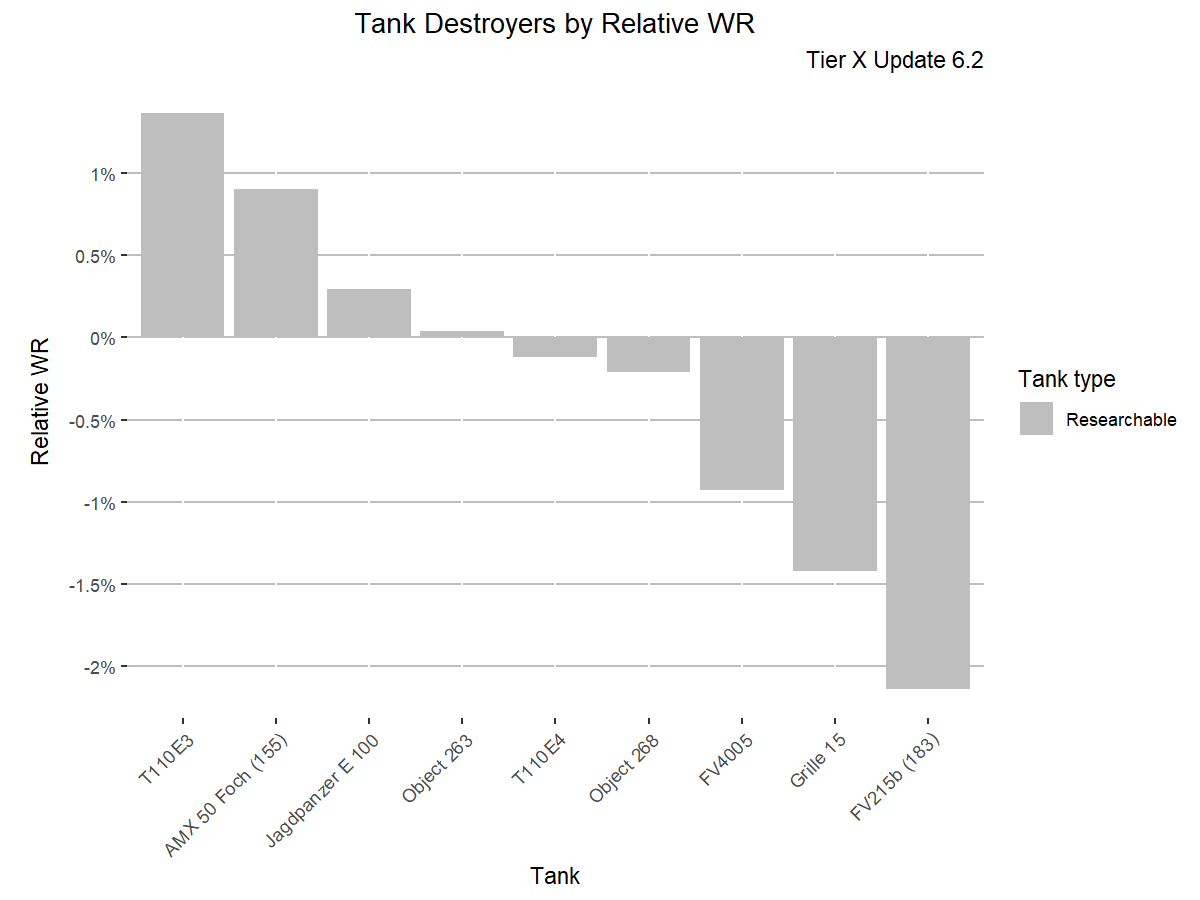 Tank Destroyers by Relative WR
Tier X Update 6.2
Relative WR
1%
0.5%
0%
-0.5%
-1%
-1.5%
-2%
T110E3
AMX 50 Foch (155)
Jagdpanzer E 100
Object 263
T110E4
Object 268
FV4005
Grille 15
FV215b (183)
Tank
Tank type
Researchable